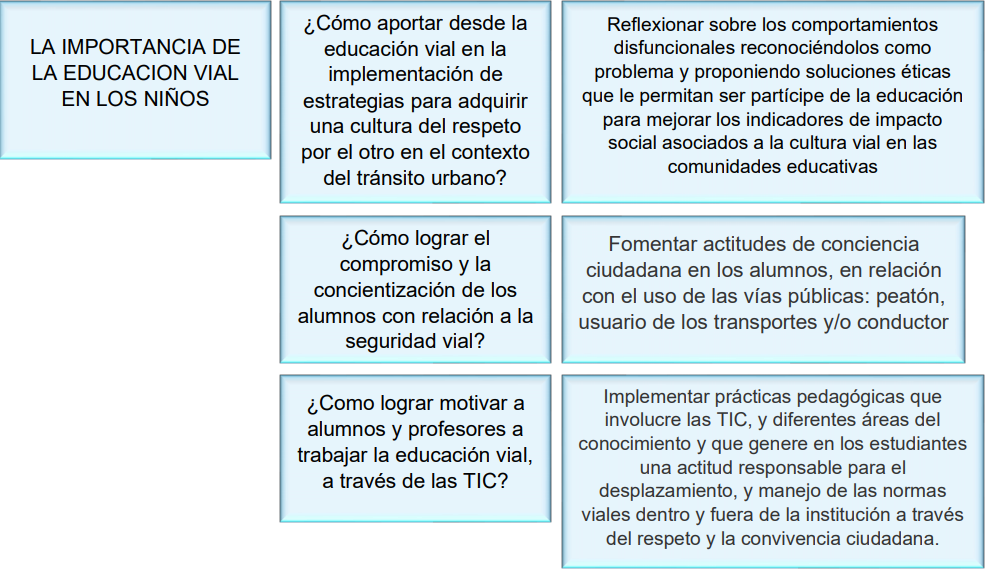 LA IMPORTANCIA DE
LA EDUCACION VIAL
EN LOS NIÑOS
¿Cómo aportar desde la
educación vial en la
implementación de
estrategias para adquirir
una cultura del respeto
por el otro en el contexto
del tránsito urbano?
Reflexionar sobre los comportamientos
disfuncionales reconociéndolos como
problema y proponiendo soluciones éticas
que le permitan ser partícipe de la educación
para mejorar los indicadores de impacto
social asociados a la cultura vial en las
comunidades educativas
¿Cómo lograr el
compromiso y la
concientización de los
alumnos con relación a la
seguridad vial?
Fomentar actitudes de conciencia
ciudadana en los alumnos, en relación
con el uso de las vías públicas: peatón,
usuario de los transportes y/o conductor
¿Como lograr motivar a
alumnos y profesores a
trabajar la educación vial,
a través de las TIC?
Implementar prácticas pedagógicas que
involucre las TIC, y diferentes áreas del
conocimiento y que genere en los estudiantes
una actitud responsable para el
desplazamiento, y manejo de las normas
viales dentro y fuera de la institución a través
del respeto y la convivencia ciudadana.